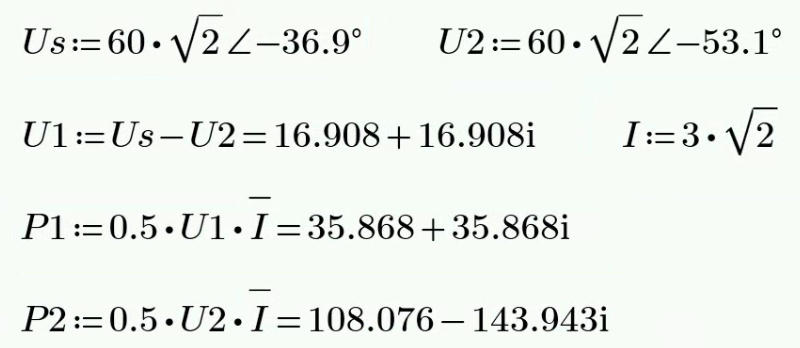 Us:=60·√2∠−36.9° U2:=60·√2∠−53.1°
U1:=Us−U2=16.908+16.908i I:=3·√2
P1:=0.5·U1·I̅=35.868+35.868i
P2:=0.5·U2·I̅=108.076−143.943i